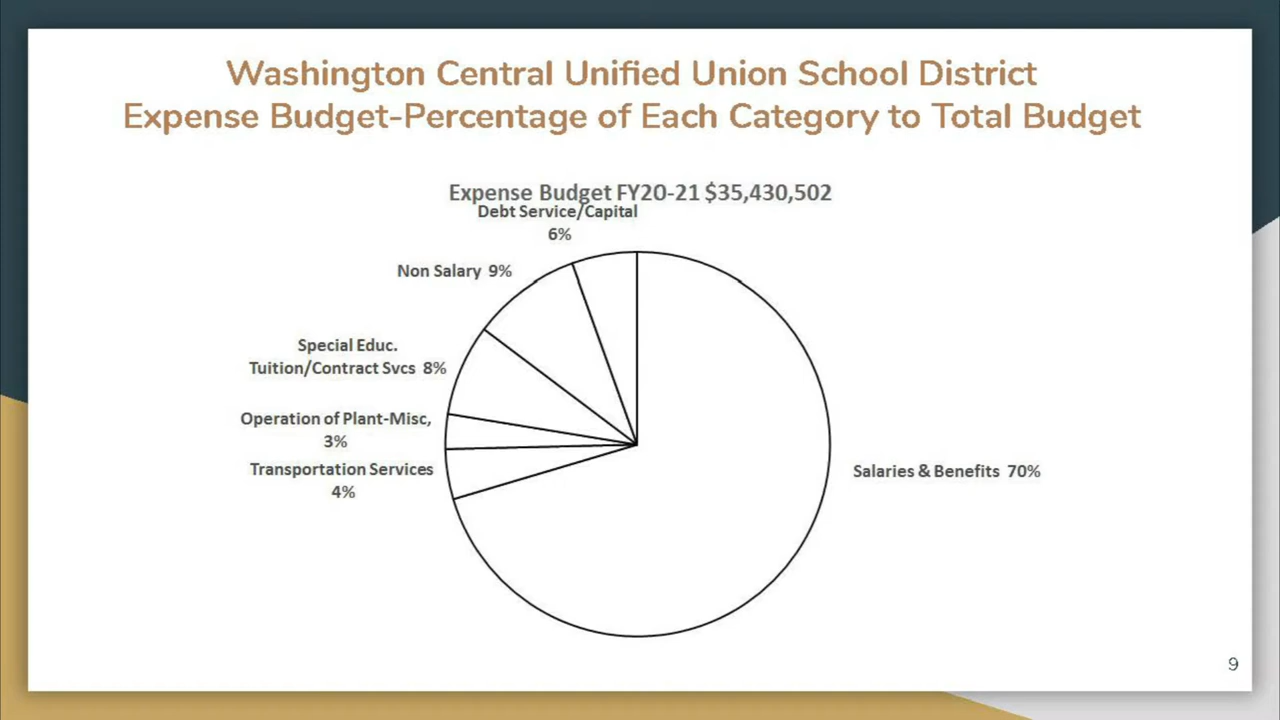 Washington Central Unified Union School District
Expense Budget-Percentage of Each Category to Total Budget
Expense Budget FY20-21 $35,430,502
Debt Service/Capital
6%
Non Salary 9%
Special Educ.
Tuition/Contract Svcs 8%
Operation of Plant-Misc,
3%
Transportation Services
4%
Salaries & Benefits 70%
9